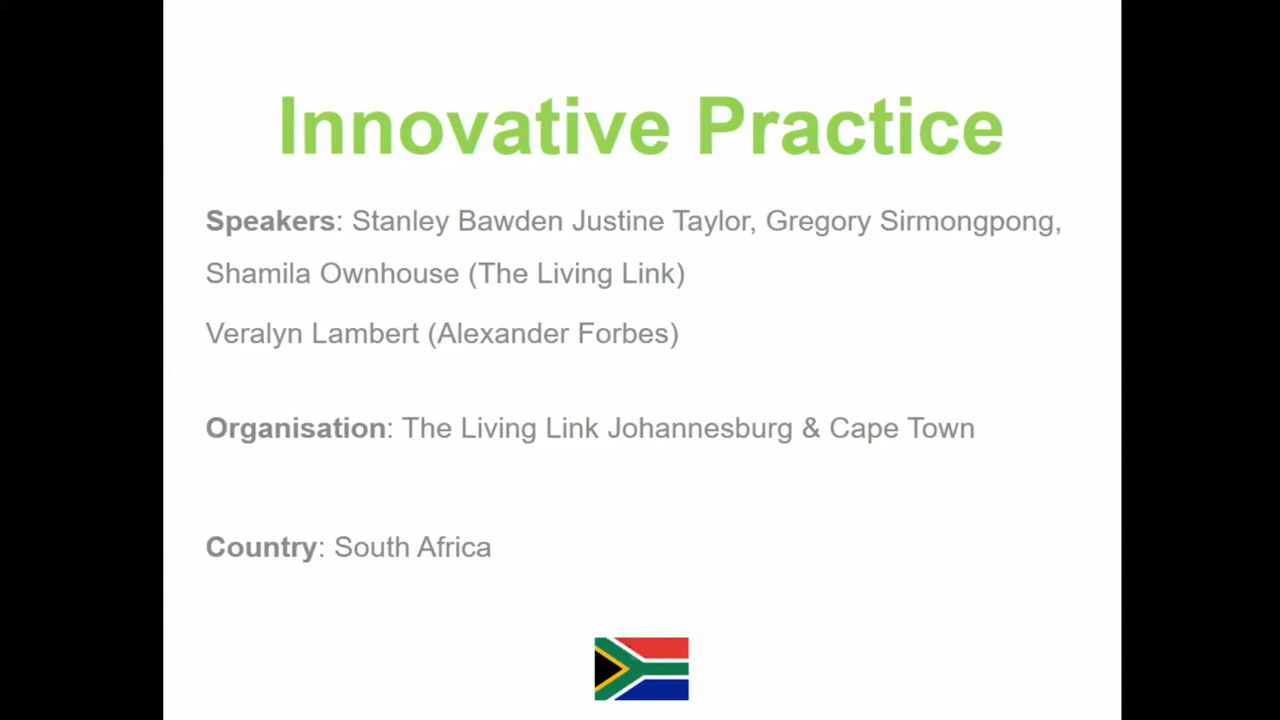 Innovative Practice
Speakers: Stanley Bawden Justine Taylor, Gregory Sirmongpong,
Shamila Ownhouse (The Living Link)
Veralyn Lambert (Alexander Forbes)
Organisation: The Living Link Johannesburg & Cape Town
Country: South Africa